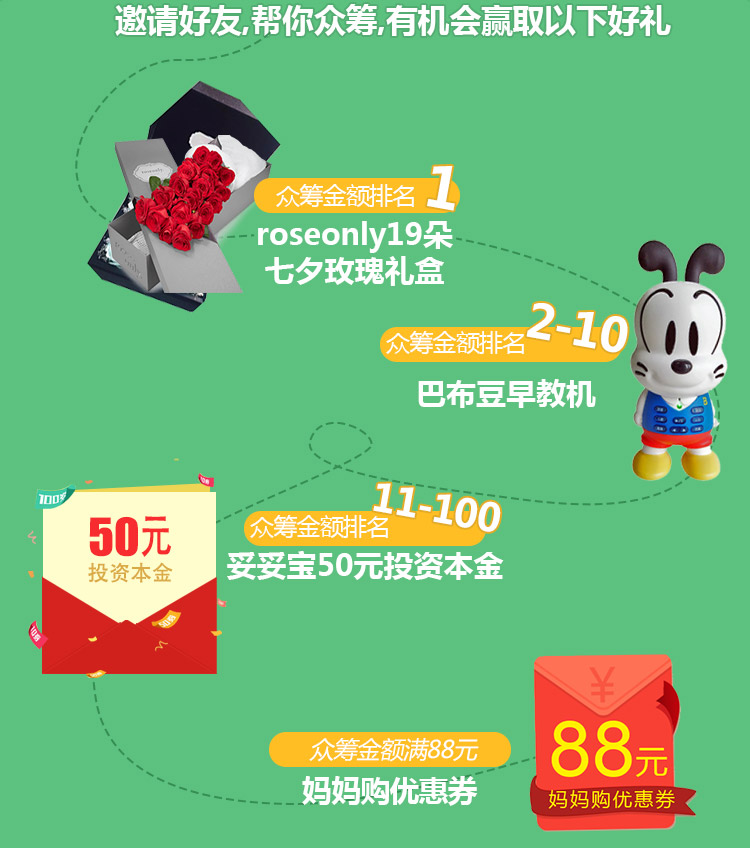 邀请好友,帮你众筹,有机会赢取以下好礼
众筹金额排名 1
roseonly19朵
七夕玫瑰礼盒
众筹金额排名 2-10
巴布豆早教机
众筹金额排名 11-100
妥妥宝50元投资本金
50元
投资本金
众筹金额满88元
妈妈购优惠券
¥
88元
妈妈购优惠券